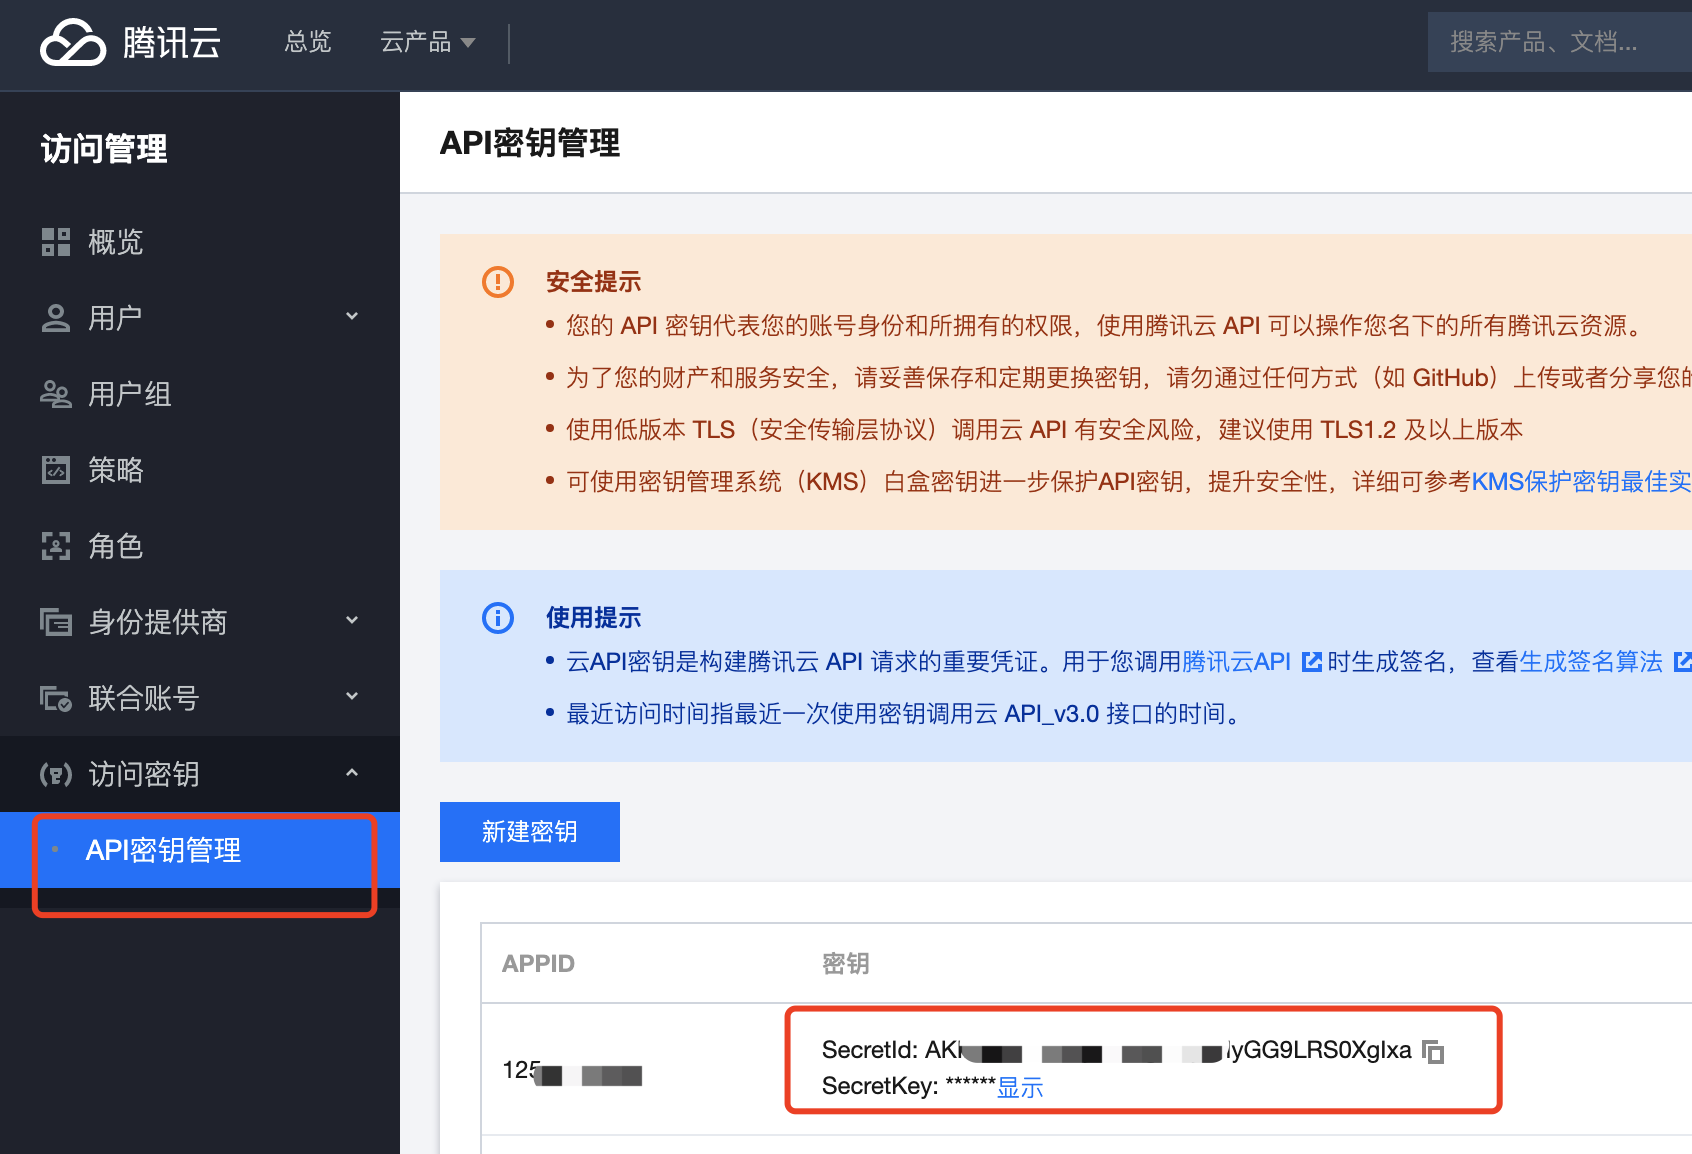 腾讯云
总览
云产品
搜索产品、文档...
访问管理
概览
用户
用户组
策略
角色
身份提供商
联合账号
访问密钥
API密钥管理
API密钥管理
安全提示
• 您的 API 密钥代表您的账号身份和所拥有的权限，使用腾讯云 API 可以操作您名下的所有腾讯云资源。
• 为了您的财产和服务安全，请妥善保存和定期更换密钥，请勿通过任何方式（如 GitHub）上传或者分享您的
• 使用低版本 TLS（安全传输层协议）调用云 API 有安全风险，建议使用 TLS1.2 及以上版本
• 可使用密钥管理系统（KMS）白盒密钥进一步保护API密钥，提升安全性，详细可参考KMS保护密钥最佳实
使用提示
• 云API密钥是构建腾讯云 API 请求的重要凭证。用于您调用腾讯云API 时生成签名，查看生成签名算法
• 最近访问时间指最近一次使用密钥调用云 API_v3.0 接口的时间。
新建密钥
APPID
密钥
125
SecretId: AK yGG9LRS0XgIxa
SecretKey: ******显示